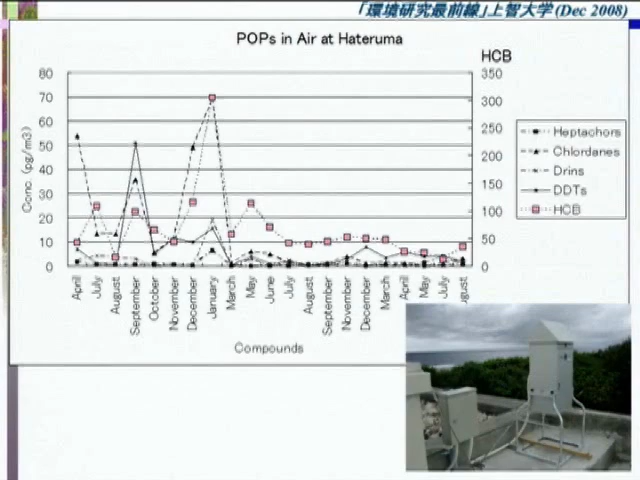 「環境研究最前線」上智大学 (Dec 2008)
POPs in Air at Hateruma
HCB
Conc (pg/m3)
80
70
60
50
40
30
20
10
0
350
300
250
200
150
100
50
0
Heptachors
Chlordanes
Drins
DDTs
HCB
April
July
August
September
October
November
December
January
March
May
June
July
August
September
October
November
December
January
March
April
May
July
August
Compounds